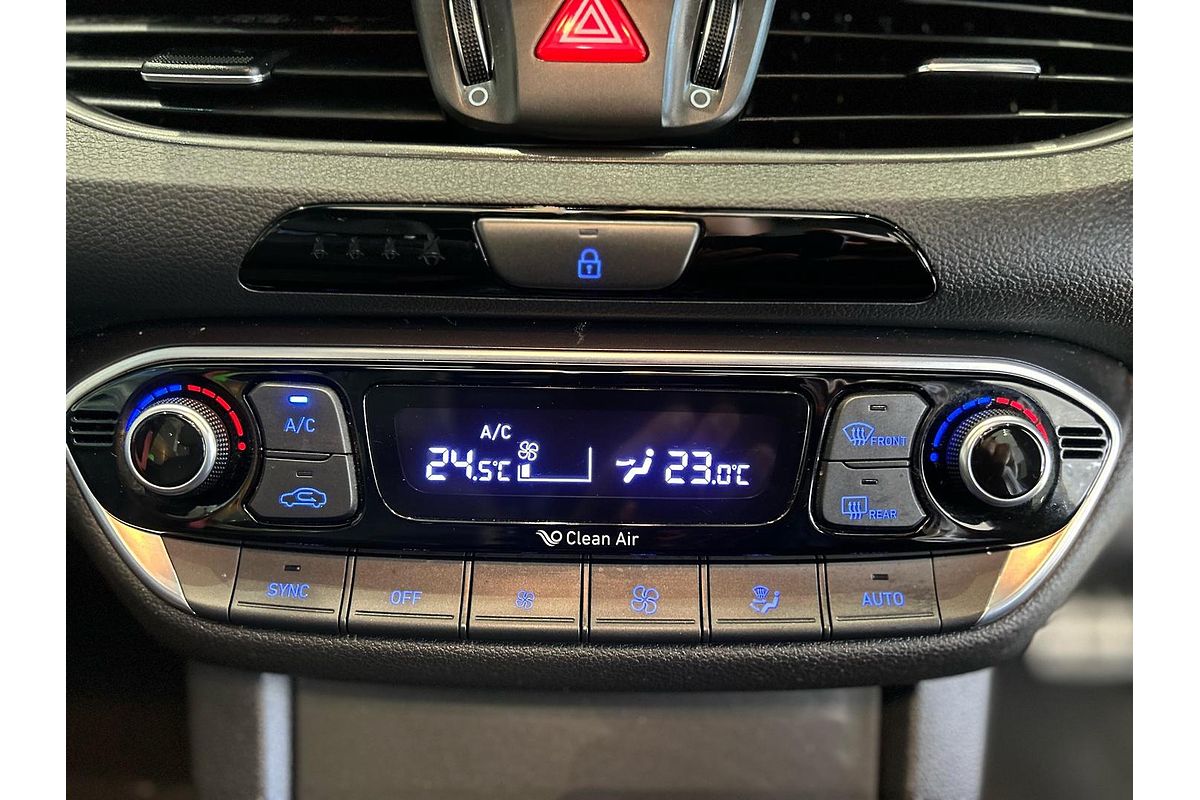 A/C
A/C
24.5°C
23.0°C
FRONT
REAR
Clean Air
SYNC
OFF
AUTO